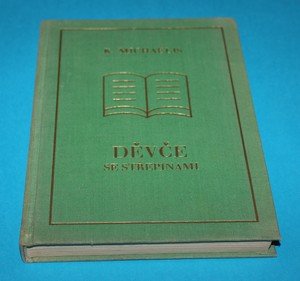 K. MICHAELIS
DĚVČE
SE STŘEPINAMI